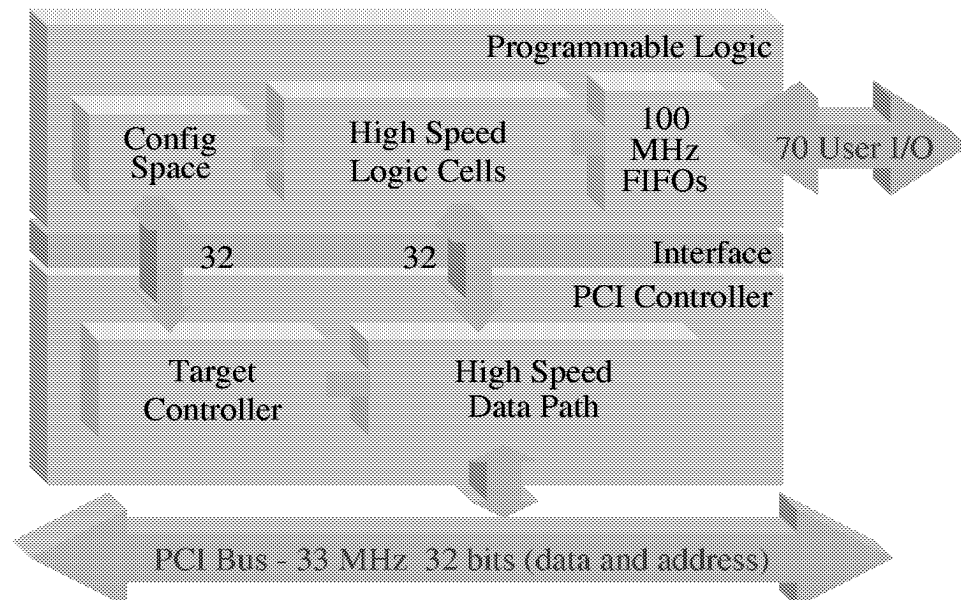 Programmable Logic
Config
Space
High Speed
Logic Cells
100
MHz
FIFOs
70 User I/O
32
32
Interface
PCI Controller
Target
Controller
High Speed
Data Path
PCI Bus - 33 MHz 32 bits (data and address)